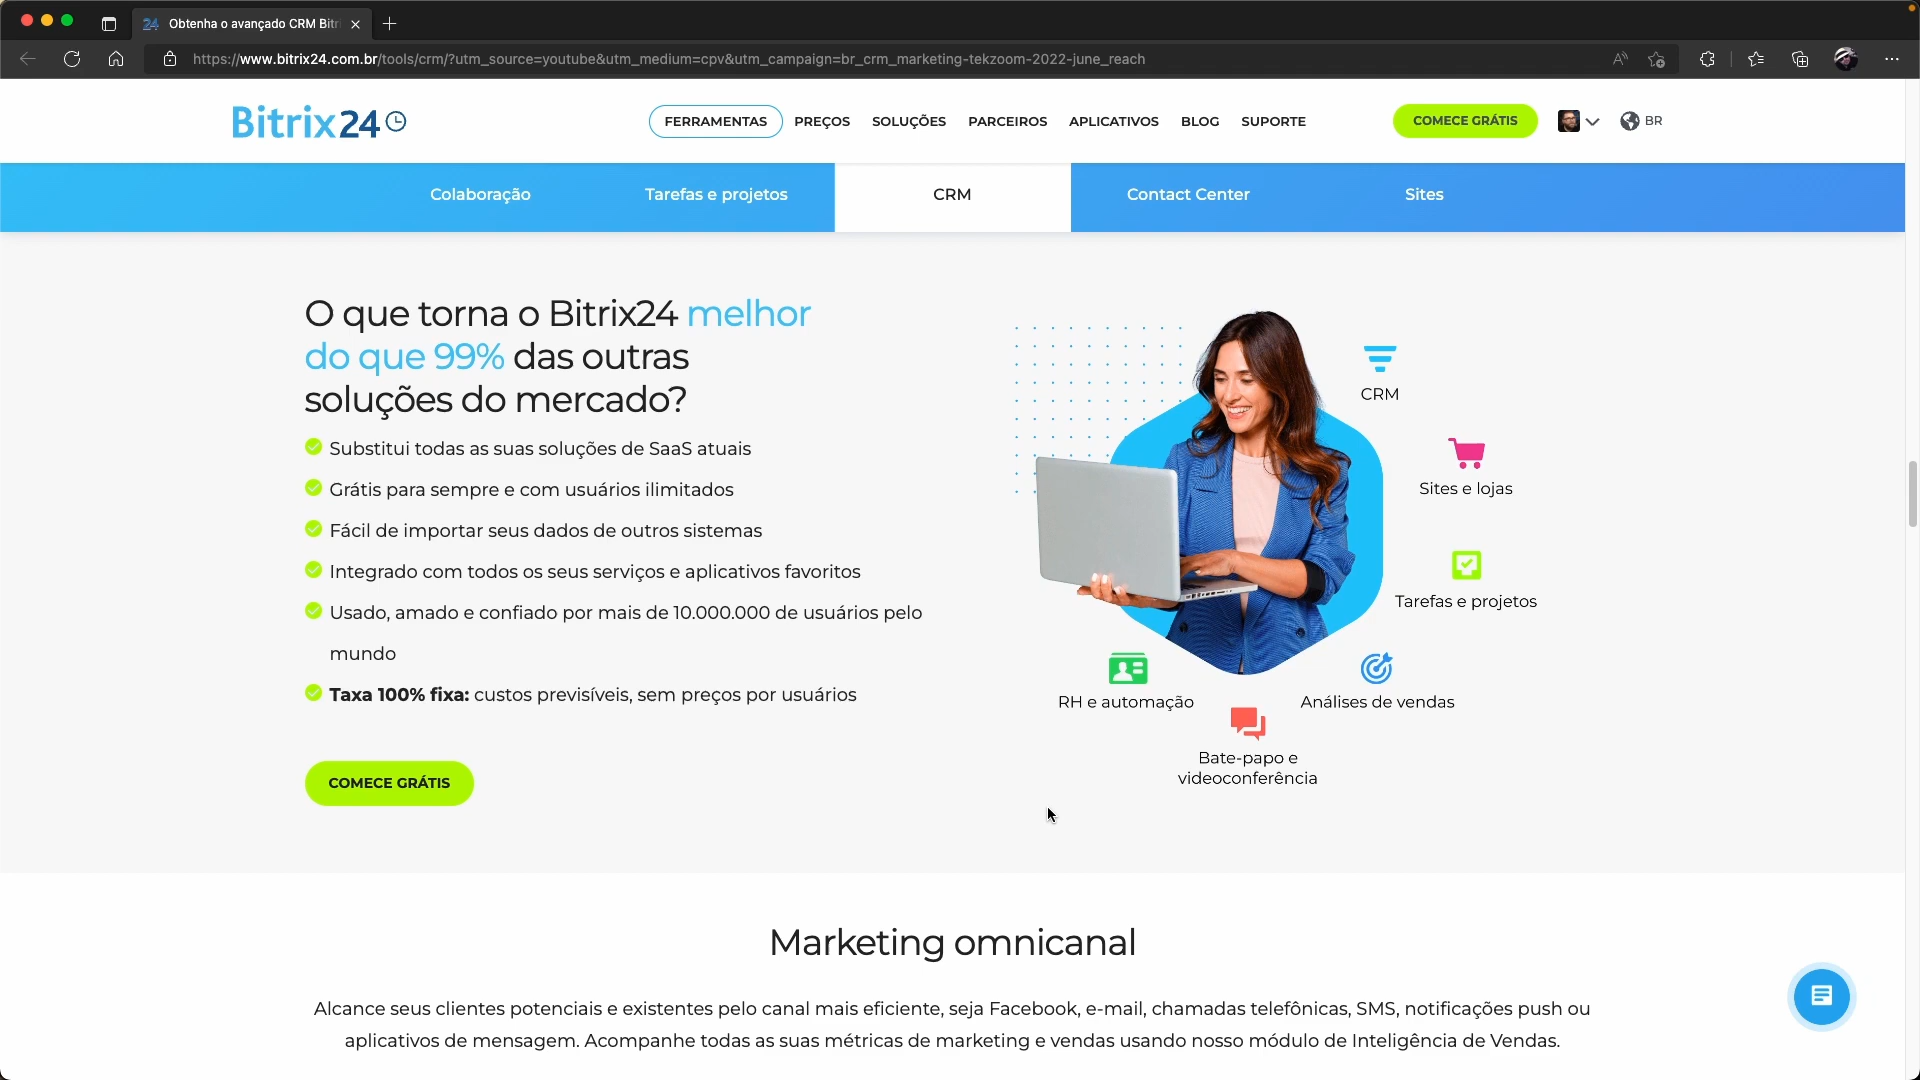 24 Obtenha o avançado CRM Bitri
https://www.bitrix24.com.br/tools/crm/?utm_source=youtube&utm_medium=cpv&utm_campaign=br_crm_marketing-tekzoom-2022-june_reach
Bitrix24
FERRAMENTAS PREÇOS SOLUÇÕES PARCEIROS APLICATIVOS BLOG SUPORTE COMECE GRÁTIS BR
Colaboração Tarefas e projetos CRM Contact Center Sites
O que torna o Bitrix24 melhor
do que 99% das outras
soluções do mercado?
Substitui todas as suas soluções de SaaS atuais
Grátis para sempre e com usuários ilimitados
Fácil de importar seus dados de outros sistemas
Integrado com todos os seus serviços e aplicativos favoritos
Usado, amado e confiado por mais de 10.000.000 de usuários pelo
mundo
Taxa 100% fixa: custos previsíveis, sem preços por usuários
COMECE GRÁTIS
CRM
Sites e lojas
Tarefas e projetos
RH e automação
Análises de vendas
Bate-papo e
videoconferência
Marketing omnicanal
Alcance seus clientes potenciais e existentes pelo canal mais eficiente, seja Facebook, e-mail, chamadas telefônicas, SMS, notificações push ou
aplicativos de mensagem. Acompanhe todas as suas métricas de marketing e vendas usando nosso módulo de Inteligência de Vendas.